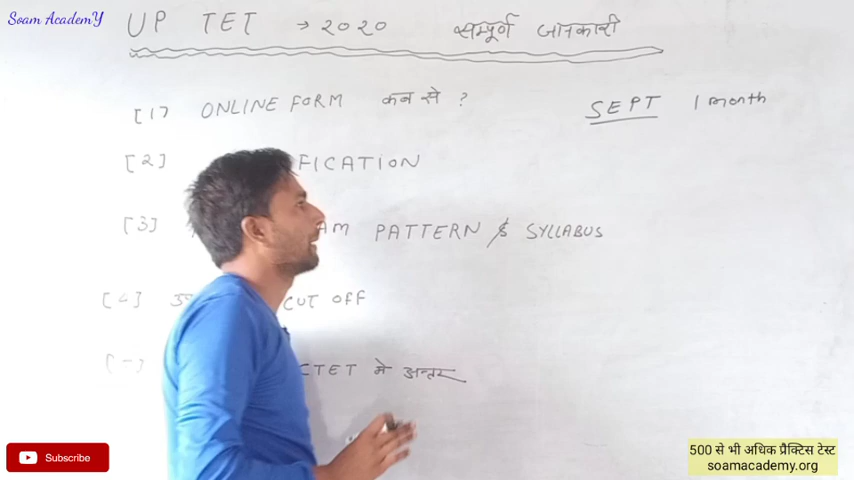 Soam AcademY
UP TET → 2020 सम्पूर्ण जानकारी
[1] ONLINE FORM कब से ?
SEPT 1 month
[2] FICATION
[3] AM PATTERN & SYLLABUS
[4] CUT OFF
CTET मे अन्तर
Subscribe
500 से भी अधिक प्रैक्टिस टेस्ट
soamacademy.org